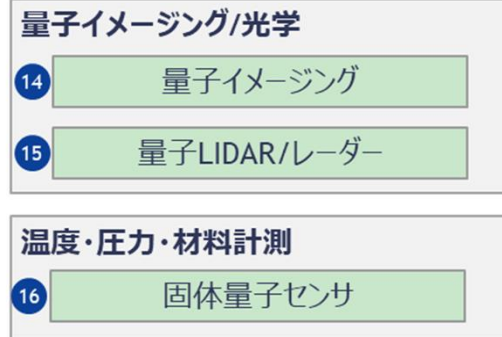 量子イメージング/光学
14 量子イメージング
15 量子LIDAR/レーダー
温度・圧力・材料計測
16 固体量子センサ